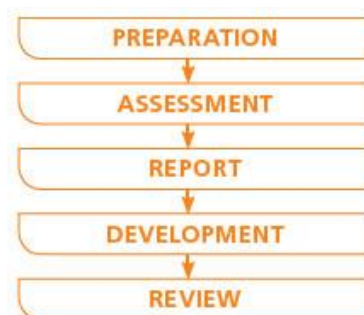 PREPARATION
ASSESSMENT
REPORT
DEVELOPMENT
REVIEW